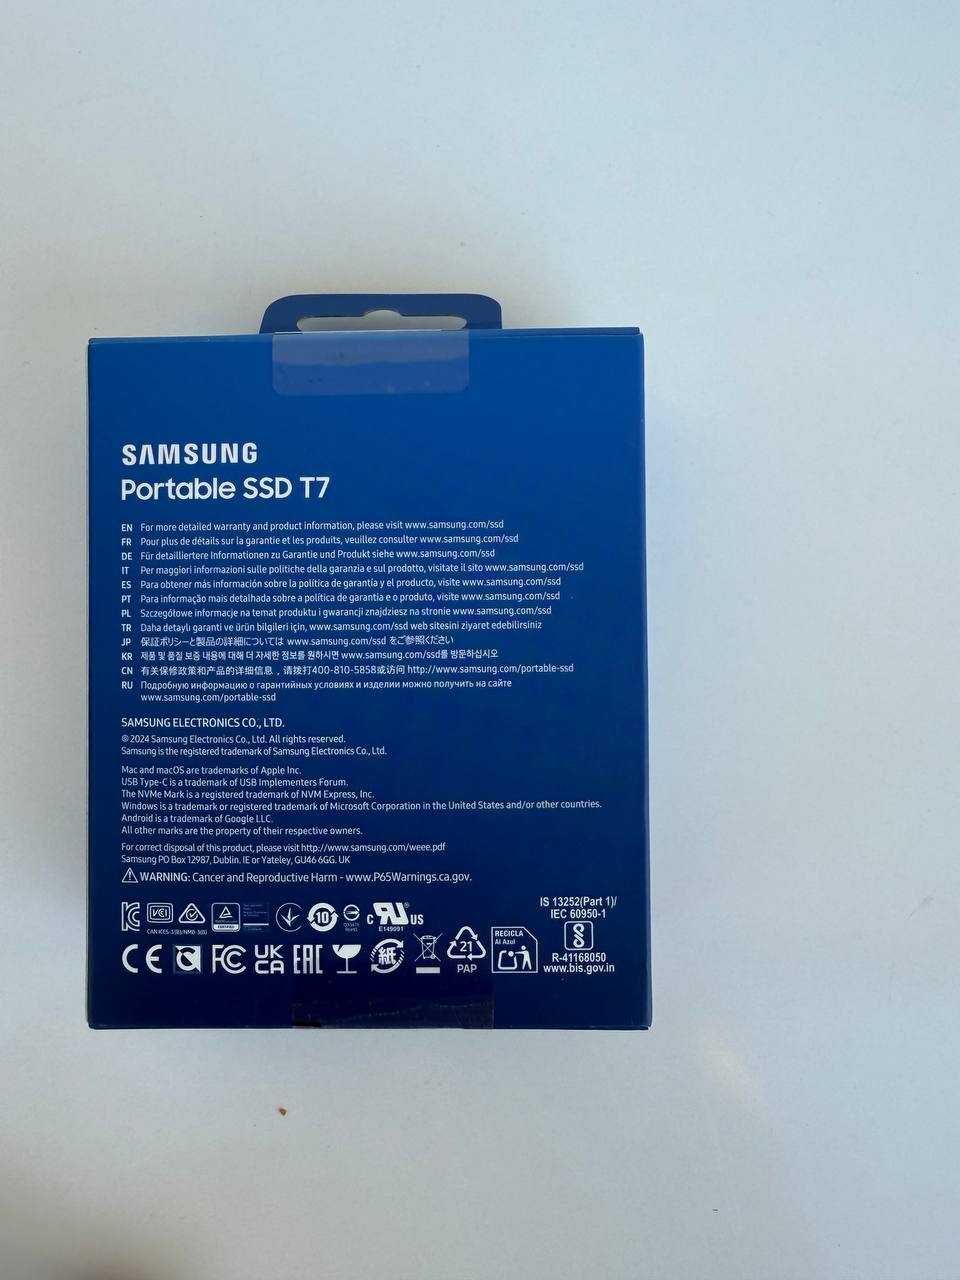 SAMSUNG
Portable SSD T7
EN For more detailed warranty and product information, please visit www.samsung.com/ssd
FR Pour plus de détails sur la garantie et les produits, veuillez consulter www.samsung.com/ssd
DE Für detailliertere Informationen zu Garantie und Produkt siehe www.samsung.com/ssd
IT Per maggiori informazioni sulle politiche della garanzia e sul prodotto, visitate il sito www.samsung.com/ssd
ES Para obtener más información sobre la política de garantía y el producto, visite www.samsung.com/ssd
PT Para informação mais detalhada sobre a política de garantia e o produto, visite www.samsung.com/ssd
PL Szczegółowe informacje na temat produktu i gwarancji znajdziesz na stronie www.samsung.com/ssd
TR Daha detaylı garanti ve ürün bilgileri için, www.samsung.com/ssd web sitesini ziyaret edebilirsiniz
JP 保証ポリシーと製品の詳細については www.samsung.com/ssd をご参照ください
KR 제품 및 품질 보증 내용에 대해 더 자세한 정보를 원하시면 www.samsung.com/ssd를 방문하십시오
CN 有关保修政策和产品的详细信息，请拨打400-810-5858或访问 http://www.samsung.com/portable-ssd
RU Подробную информацию о гарантийных условиях и изделии можно получить на сайте
www.samsung.com/portable-ssd
SAMSUNG ELECTRONICS CO., LTD.
© 2024 Samsung Electronics Co., Ltd. All rights reserved.
Samsung is the registered trademark of Samsung Electronics Co., Ltd.
Mac and macOS are trademarks of Apple Inc.
USB Type-C is a trademark of USB Implementers Forum.
The NVMe Mark is a registered trademark of NVM Express, Inc.
Windows is a trademark or registered trademark of Microsoft Corporation in the United States and/or other countries.
Android is a trademark of Google LLC.
All other marks are the property of their respective owners.
For correct disposal of this product, please visit http://www.samsung.com/weee.pdf
Samsung PO Box 12987, Dublin. IE or Yateley, GU46 6GG. UK
⚠ WARNING: Cancer and Reproductive Harm - www.P65Warnings.ca.gov.
VCI
10
c RU US
E149091
CAN ICES-3(B)/NMB-3(B)
IS 13252(Part 1)/
IEC 60950-1
R-41168050
www.bis.gov.in
CE
FC
UK
CA
EAC
紙
21
PAP
RECICLA
Al Azul